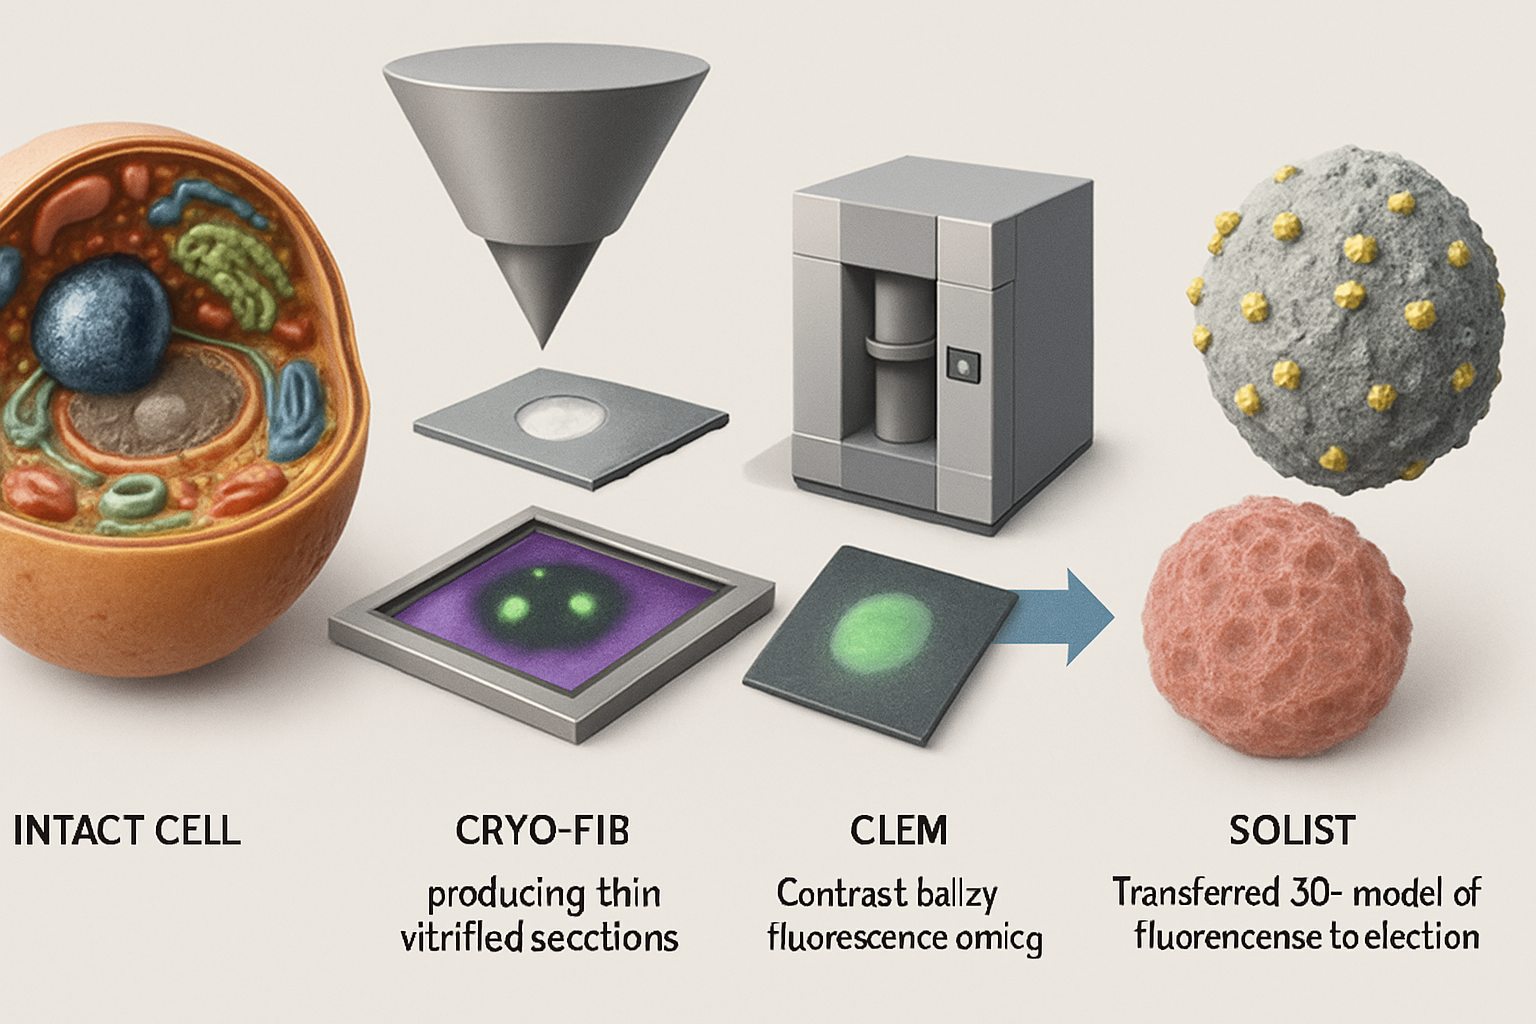 INTACT CELL
CRYO-FIB
producing thin
vitrifled secctions
CLEM
Contrast ballzy
fluorescence omicg
SOLIST
Transferred 30- model of
fluorencense to election